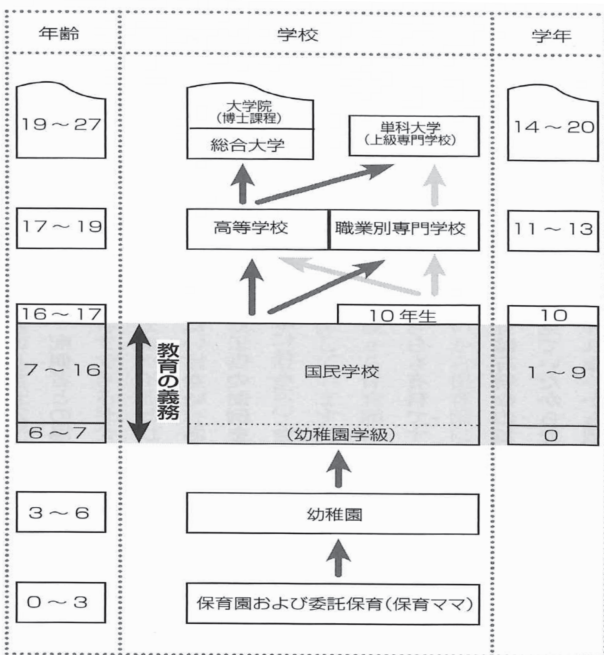 年齢 学校 学年
19～27
大学院
(博士課程)
総合大学
単科大学
(上級専門学校)
14～20
17～19 高等学校 職業別専門学校 11～13
16～17 10年生 10
教育の義務
7～16 国民学校 1～9
6～7 (幼稚園学級) 0
3～6 幼稚園
0～3 保育園および委託保育(保育ママ)